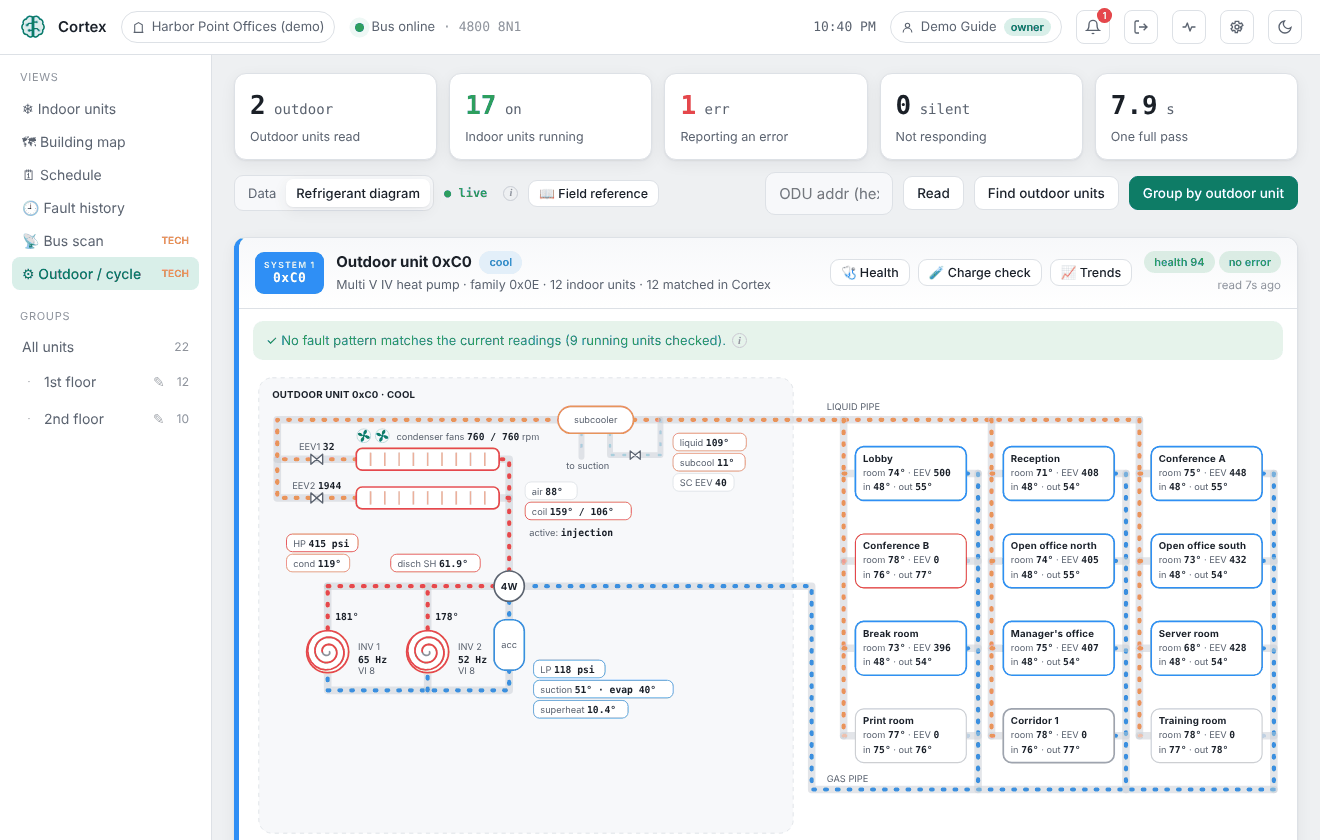 Cortex
Harbor Point Offices (demo)
Bus online · 4800 8N1
10:40 PM
Demo Guide owner
1
VIEWS
Indoor units
Building map
Schedule
Fault history
Bus scan TECH
Outdoor / cycle TECH
GROUPS
All units 22
1st floor 12
2nd floor 10
2 outdoor
Outdoor units read
17 on
Indoor units running
1 err
Reporting an error
0 silent
Not responding
7.9 s
One full pass
Data
Refrigerant diagram
live
i
Field reference
ODU addr (he
Read
Find outdoor units
Group by outdoor unit
SYSTEM 1
0xC0
Outdoor unit 0xC0 cool
Multi V IV heat pump · family 0x0E · 12 indoor units · 12 matched in Cortex
Health
Charge check
Trends
health 94
no error
read 7s ago
✓ No fault pattern matches the current readings (9 running units checked). i
OUTDOOR UNIT 0xC0 · COOL
subcooler
EEV1 32
condenser fans 760 / 760 rpm
to suction
liquid 109°
subcool 11°
SC EEV 40
EEV2 1944
air 88°
coil 159° / 106°
active: injection
HP 415 psi
cond 119°
disch SH 61.9°
4W
181°
178°
INV 1
65 Hz
VI 8
INV 2
52 Hz
VI 8
acc
LP 118 psi
suction 51° · evap 40°
superheat 10.4°
LIQUID PIPE
Lobby
room 74° · EEV 500
in 48° · out 55°
Reception
room 71° · EEV 408
in 48° · out 54°
Conference A
room 75° · EEV 448
in 48° · out 55°
Conference B
room 78° · EEV 0
in 76° · out 77°
Open office north
room 74° · EEV 405
in 48° · out 55°
Open office south
room 73° · EEV 432
in 48° · out 54°
Break room
room 73° · EEV 396
in 48° · out 54°
Manager's office
room 75° · EEV 407
in 48° · out 54°
Server room
room 68° · EEV 428
in 48° · out 54°
Print room
room 77° · EEV 0
in 75° · out 76°
Corridor 1
room 78° · EEV 0
in 76° · out 77°
Training room
room 78° · EEV 0
in 77° · out 78°
GAS PIPE